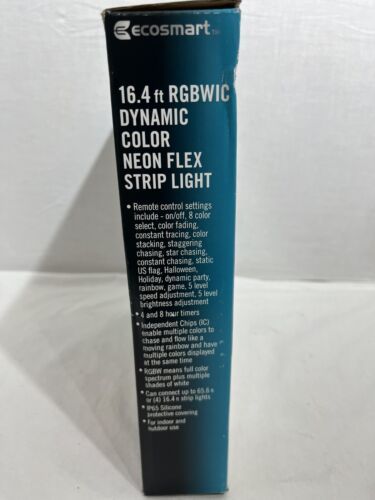 ECOSMART™
16.4 ft RGBWIC
DYNAMIC
COLOR
NEON FLEX
STRIP LIGHT
• Remote control settings
include - on/off, 8 color
select, color fading,
constant tracing, color
stacking, staggering
chasing, star chasing,
constant chasing, static
US flag, Halloween,
Holiday, dynamic party,
rainbow, game, 5 level
speed adjustment, 5 level
brightness adjustment
• 4 and 8 hour timers
• Independent Chips (IC)
enable multiple colors to
chase and flow like a
moving rainbow and have
multiple colors displayed
at the same time
• RGBW means full color
spectrum plus multiple
shades of white
• Can connect up to 65.6 ft
or (4) 16.4 ft strip lights
• IP65 Silicone
protective covering
• For indoor and
outdoor use